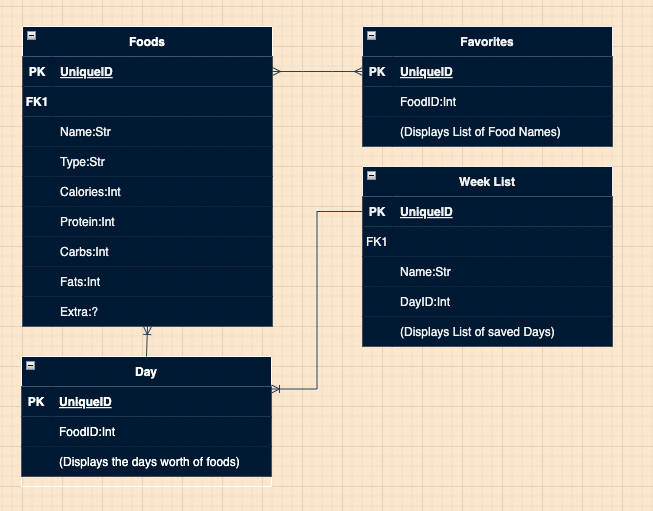 Foods
PK UniqueID
FK1
Name:Str
Type:Str
Calories:Int
Protein:Int
Carbs:Int
Fats:Int
Extra:?
Favorites
PK UniqueID
FoodID:Int
(Displays List of Food Names)
Week List
PK UniqueID
FK1
Name:Str
DayID:Int
(Displays List of saved Days)
Day
PK UniqueID
FoodID:Int
(Displays the days worth of foods)